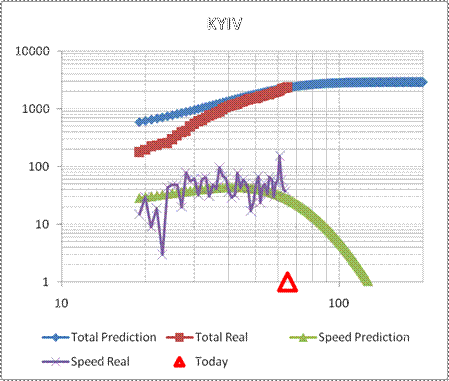 KYIV
10000
1000
100
10
1
10
100
Total Prediction
Total Real
Speed Prediction
Speed Real
Today